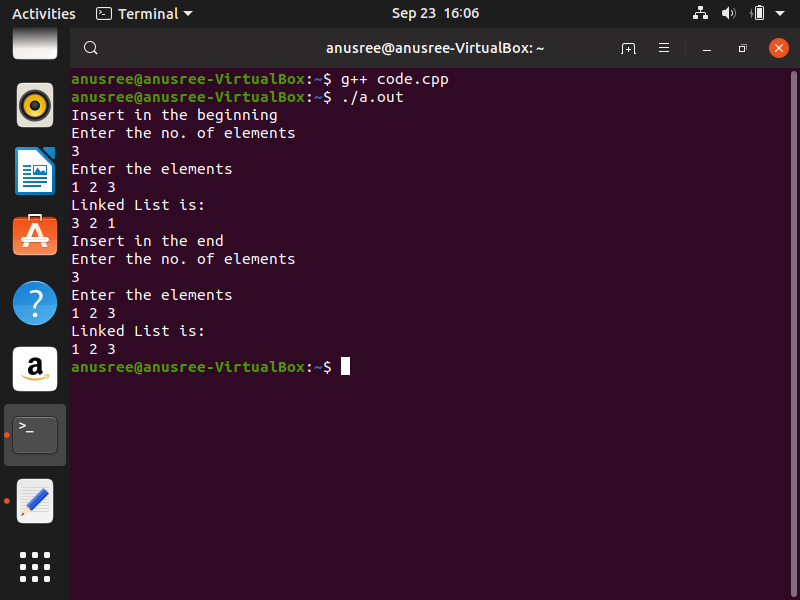 Activities Terminal Sep 23 16:06
anusree@anusree-VirtualBox: ~
anusree@anusree-VirtualBox:~$ g++ code.cpp
anusree@anusree-VirtualBox:~$ ./a.out
Insert in the beginning
Enter the no. of elements
3
Enter the elements
1 2 3
Linked List is:
3 2 1
Insert in the end
Enter the no. of elements
3
Enter the elements
1 2 3
Linked List is:
1 2 3
anusree@anusree-VirtualBox:~$